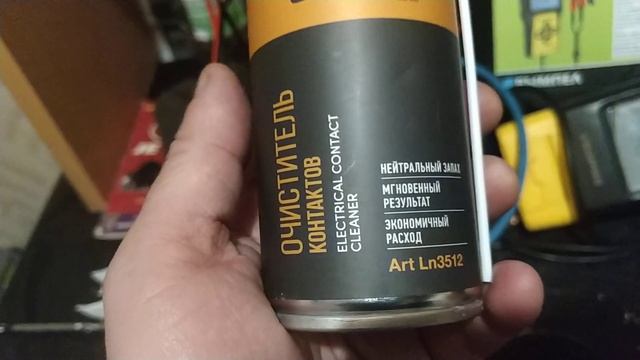 ОЧИСТИТЕЛЬ
КОНТАКТОВ
ELECTRICAL CONTACT
CLEANER
НЕЙТРАЛЬНЫЙ ЗАПАХ
МГНОВЕННЫЙ
РЕЗУЛЬТАТ
ЭКОНОМИЧНЫЙ
РАСХОД
Art Ln3512